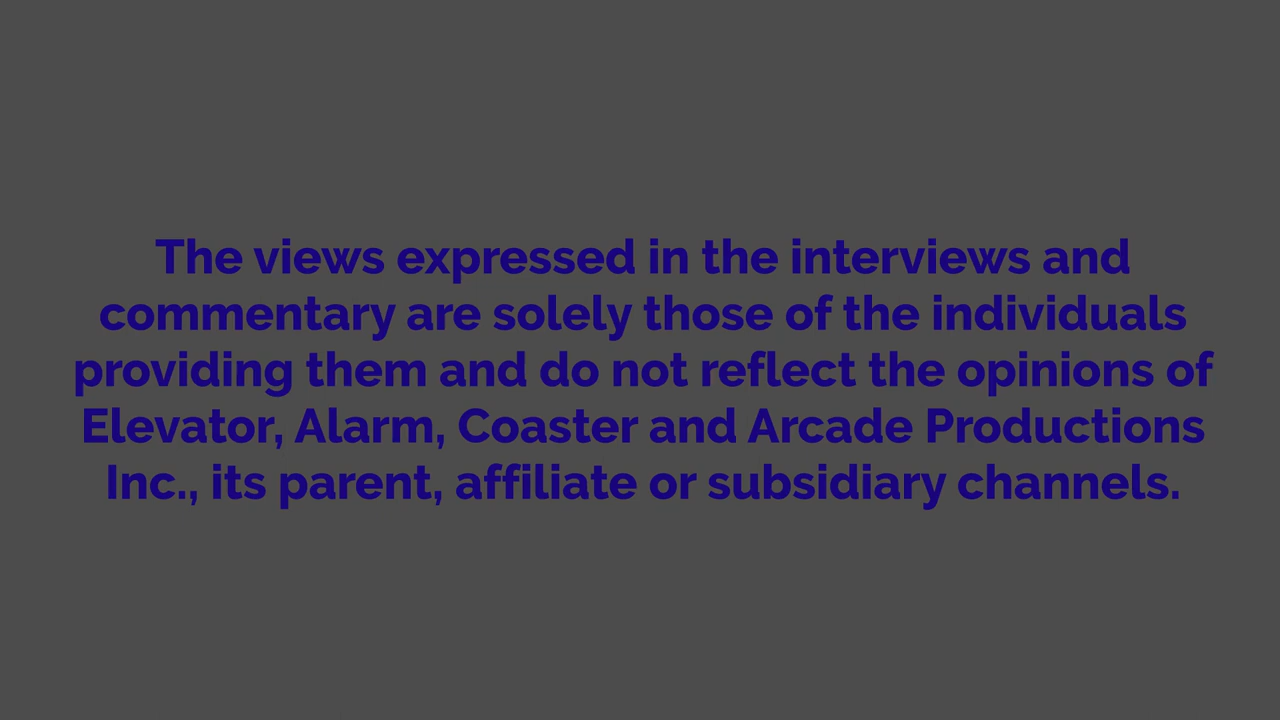 The views expressed in the interviews and
commentary are solely those of the individuals
providing them and do not reflect the opinions of
Elevator, Alarm, Coaster and Arcade Productions
Inc., its parent, affiliate or subsidiary channels.